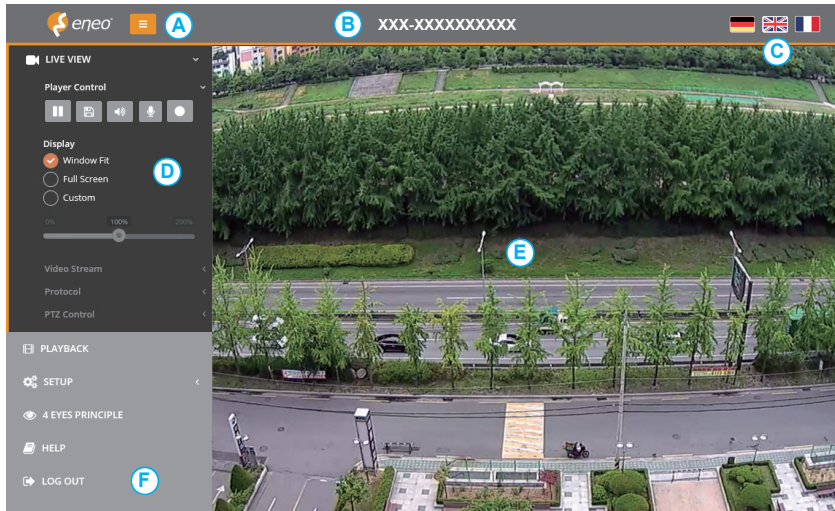 eneo
A
B
XXX-XXXXXXXXXX
C
LIVE VIEW
Player Control
Display
Window Fit
D
Full Screen
Custom
0% 100% 200%
E
Video Stream
Protocol
PTZ Control
PLAYBACK
SETUP
4 EYES PRINCIPLE
HELP
LOG OUT
F